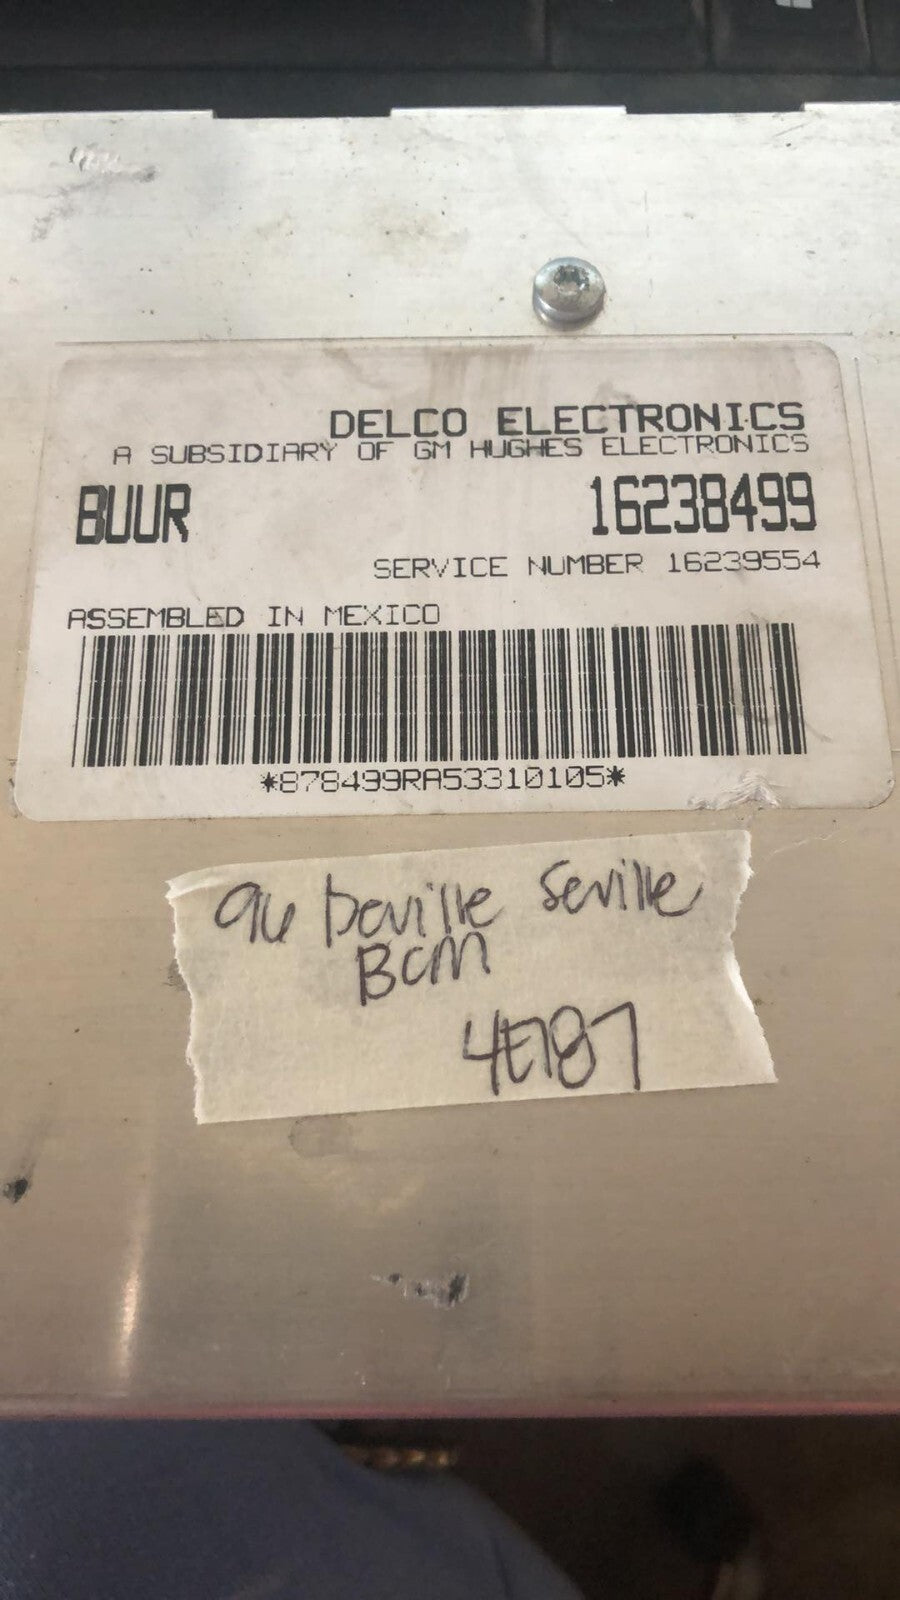 DELCO ELECTRONICS
A SUBSIDIARY OF GM HUGHES ELECTRONICS
BUUR 16238499
SERVICE NUMBER 16239554
ASSEMBLED IN MEXICO
*878499RA53310105*
96 Deville Seville
BCM